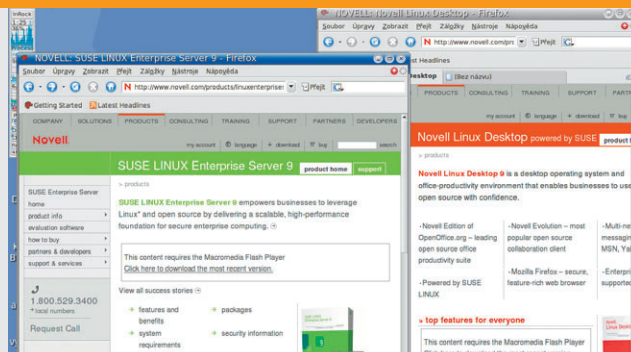 InRock
NOVELL: Novell Linux Desktop - Firefox
Soubor Úpravy Zobrazit Přejít Záložky Nástroje Nápověda
http://www.novell.com/pro Přejít
st Headlines
esktop (Bez názvu)
PRODUCTS CONSULTING TRAINING SUPPORT PART
my account language download buy
Novell Linux Desktop powered by SUSE product
» products
Novell Linux Desktop 9 is a desktop operating system and
office-productivity environment that enables businesses to use
open source with confidence.
-Novell Edition of
OpenOffice.org – leading
open source office
productivity suite
-Powered by SUSE
LINUX
-Novell Evolution – most
popular open source
collaboration client
-Mozilla Firefox – secure,
feature-rich web browser
-Multi-ne
messagin
MSN, Ya
-Enterpri
supported
» top features for everyone
This content requires the Macromedia Flash Player
NOVELL: SUSE LINUX Enterprise Server 9 - Firefox
Soubor Úpravy Zobrazit Přejít Záložky Nástroje Nápověda
http://www.novell.com/products/linuxenterprise Přejít
Getting Started Latest Headlines
COMPANY SOLUTIONS PRODUCTS CONSULTING TRAINING SUPPORT PARTNERS DEVELOPERS
Novell.
my account language download buy search
SUSE LINUX Enterprise Server 9 product home support
SUSE Enterprise Server
home
product info
evaluation software
how to buy
partners & developers
support & services
1.800.529.3400
* local numbers
Request Call
» products
SUSE LINUX Enterprise Server 9 empowers businesses to leverage
Linux* and open source by delivering a scalable, high-performance
foundation for secure enterprise computing.
This content requires the Macromedia Flash Player
Click here to download the most recent version.
View all success stories
features and
benefits
system
requirements
packages
security information